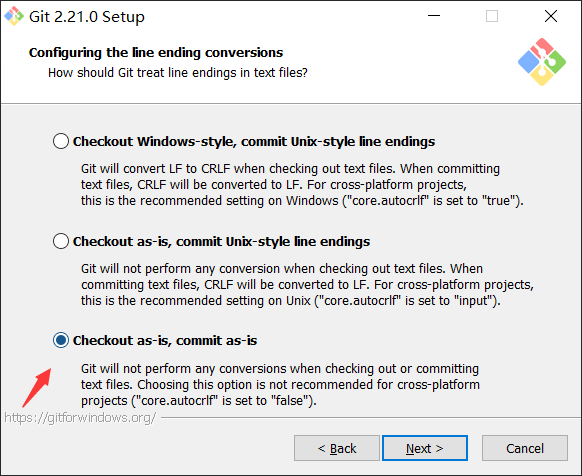 Git 2.21.0 Setup
Configuring the line ending conversions
How should Git treat line endings in text files?
Checkout Windows-style, commit Unix-style line endings
Git will convert LF to CRLF when checking out text files. When committing
text files, CRLF will be converted to LF. For cross-platform projects,
this is the recommended setting on Windows ("core.autocrlf" is set to "true").
Checkout as-is, commit Unix-style line endings
Git will not perform any conversion when checking out text files. When
committing text files, CRLF will be converted to LF. For cross-platform projects,
this is the recommended setting on Unix ("core.autocrlf" is set to "input").
Checkout as-is, commit as-is
Git will not perform any conversions when checking out or committing
text files. Choosing this option is not recommended for cross-platform
projects ("core.autocrlf" is set to "false").
https://gitforwindows.org/
< Back
Next >
Cancel